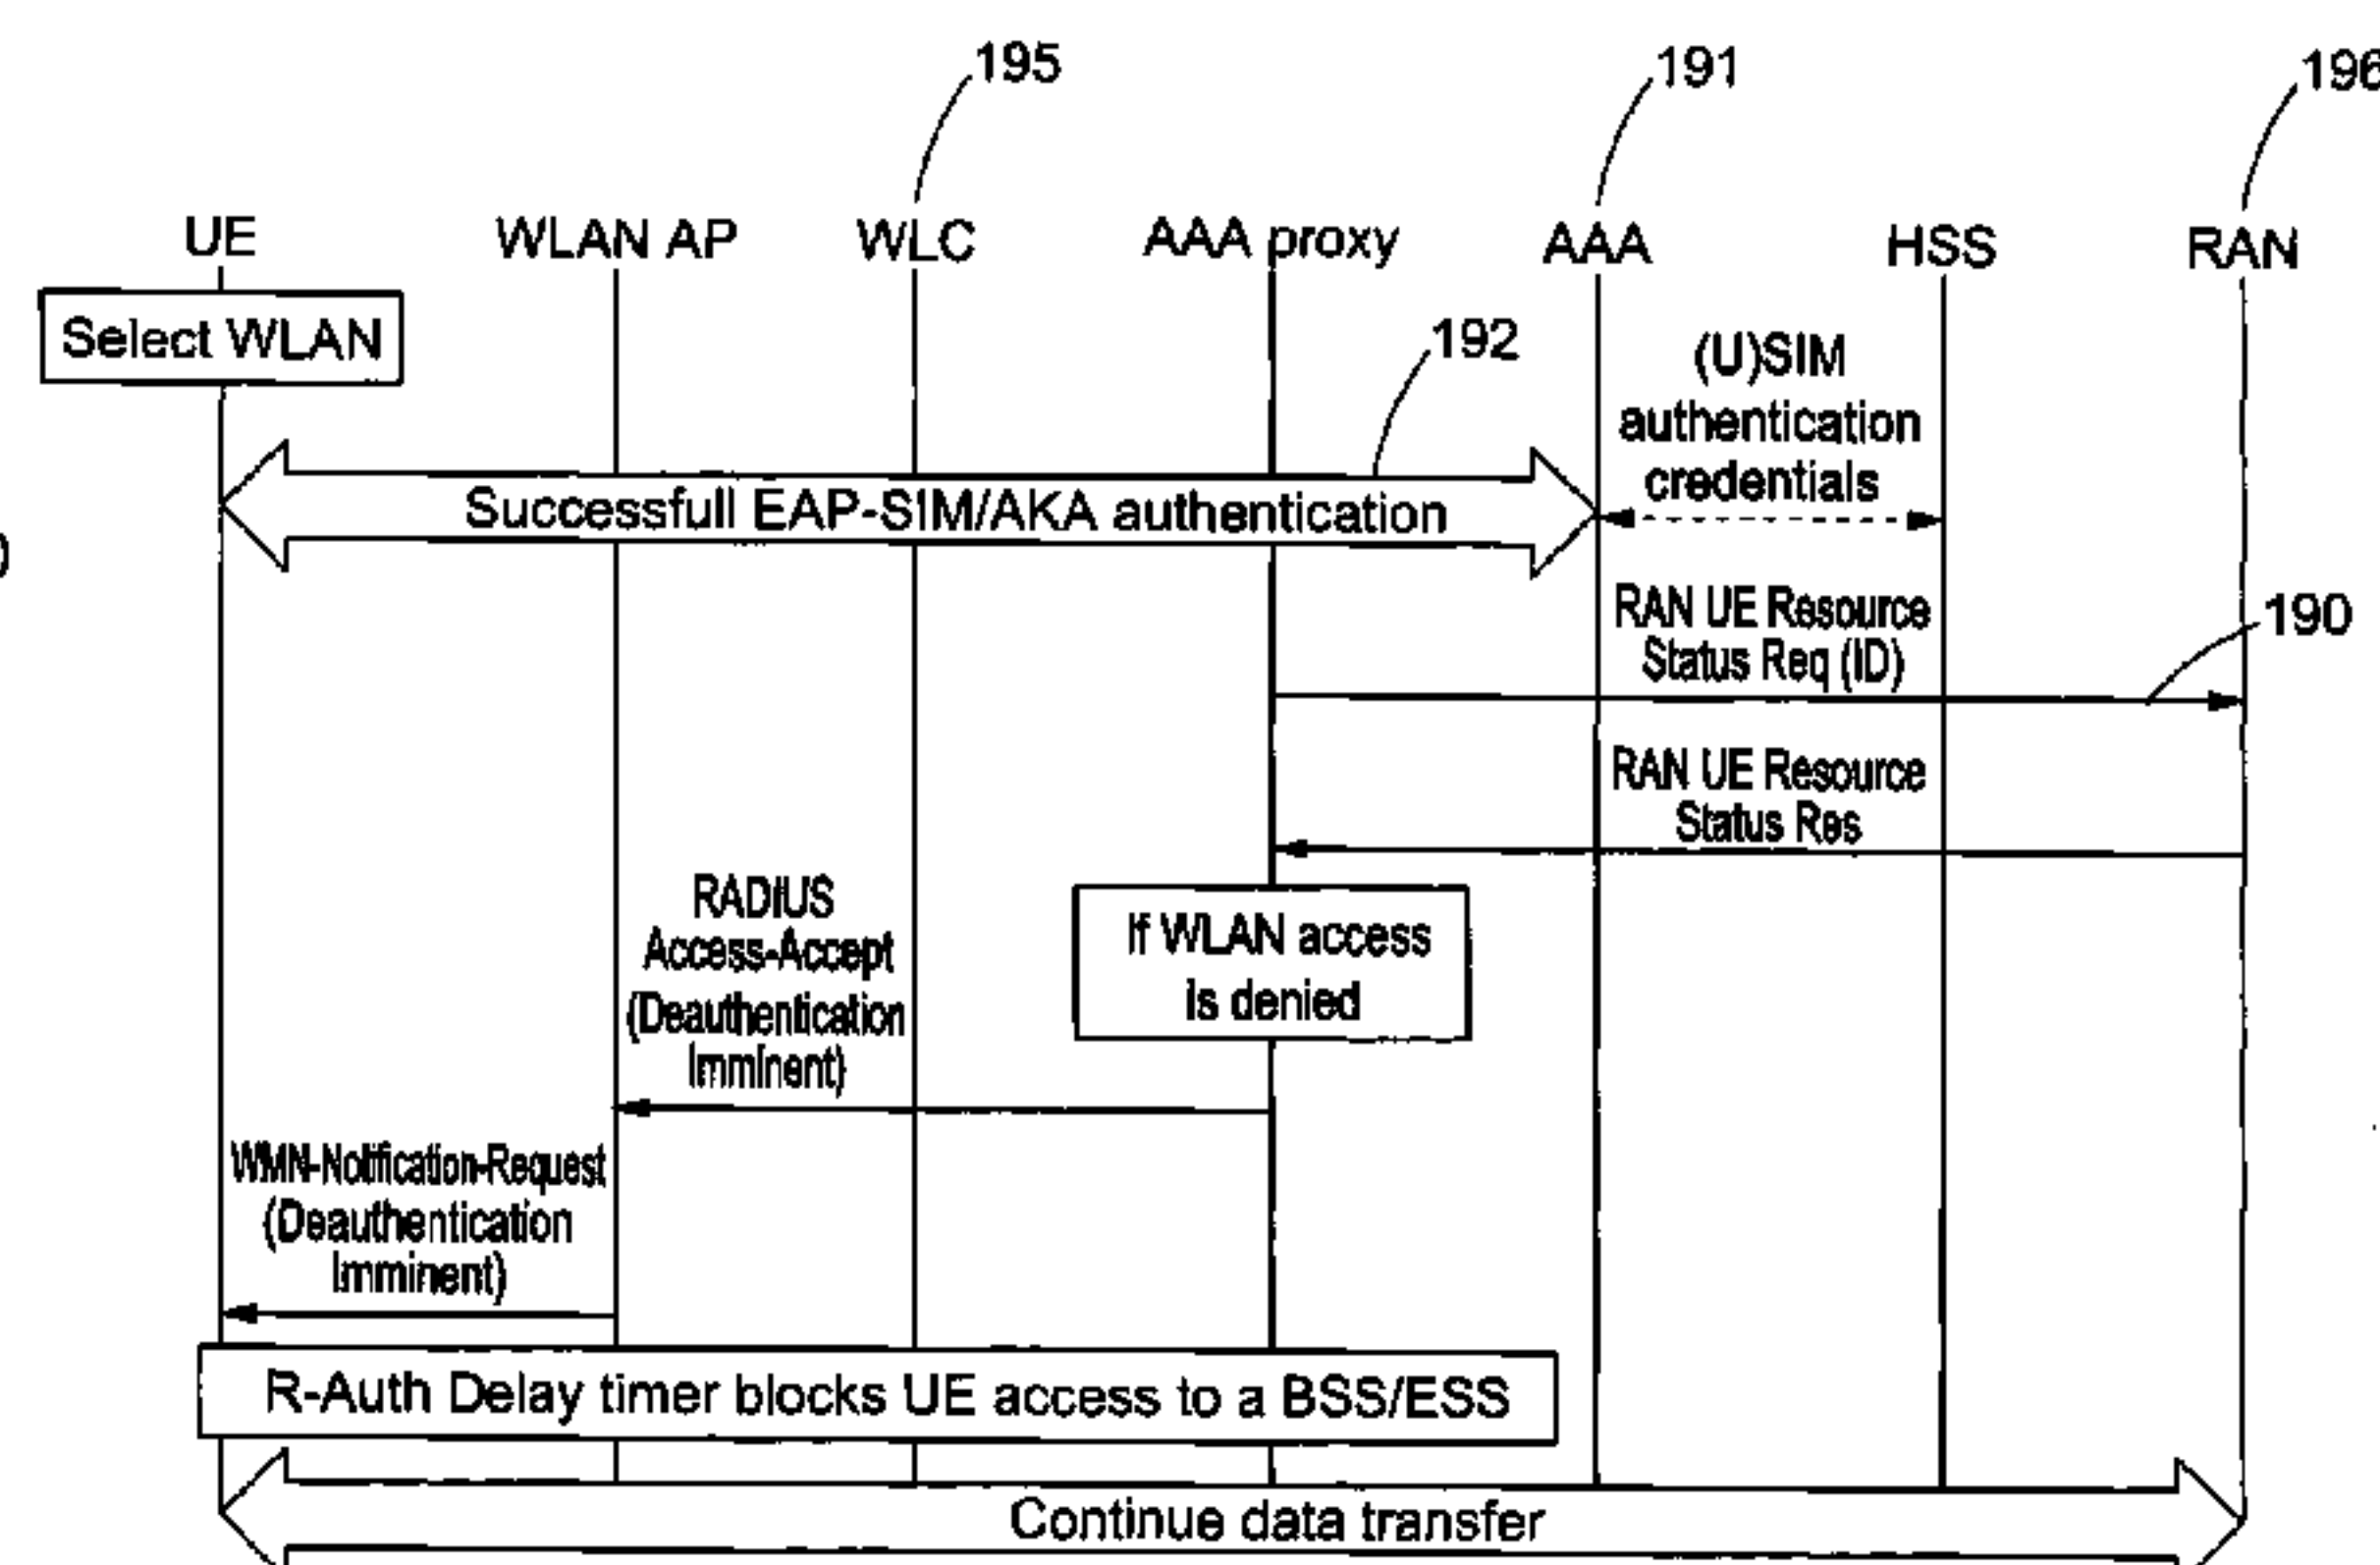 195
191
196
UE
WLAN AP
WLC
AAA proxy
AAA
HSS
RAN
Select WLAN
192
(U)SIM
authentication
credentials
Successfull EAP-SIM/AKA authentication
RAN UE Resource
Status Req (ID)
190
RAN UE Resource
Status Res
If WLAN access
is denied
RADIUS
Access-Accept
(Deauthentication
Imminent)
WMN-Notification-Request
(Deauthentication
Imminent)
R-Auth Delay timer blocks UE access to a BSS/ESS
Continue data transfer